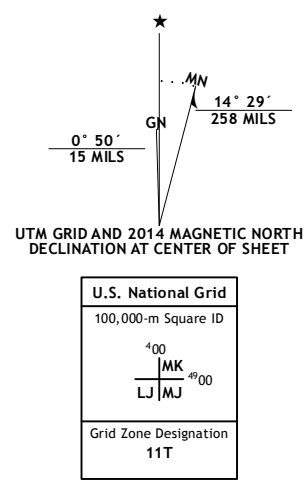 ★
MN
14° 29´
258 MILS
GN
0° 50´
15 MILS
UTM GRID AND 2014 MAGNETIC NORTH
DECLINATION AT CENTER OF SHEET
U.S. National Grid
100,000-m Square ID
⁴00
MK
⁴⁹00
LJ MJ
Grid Zone Designation
11T